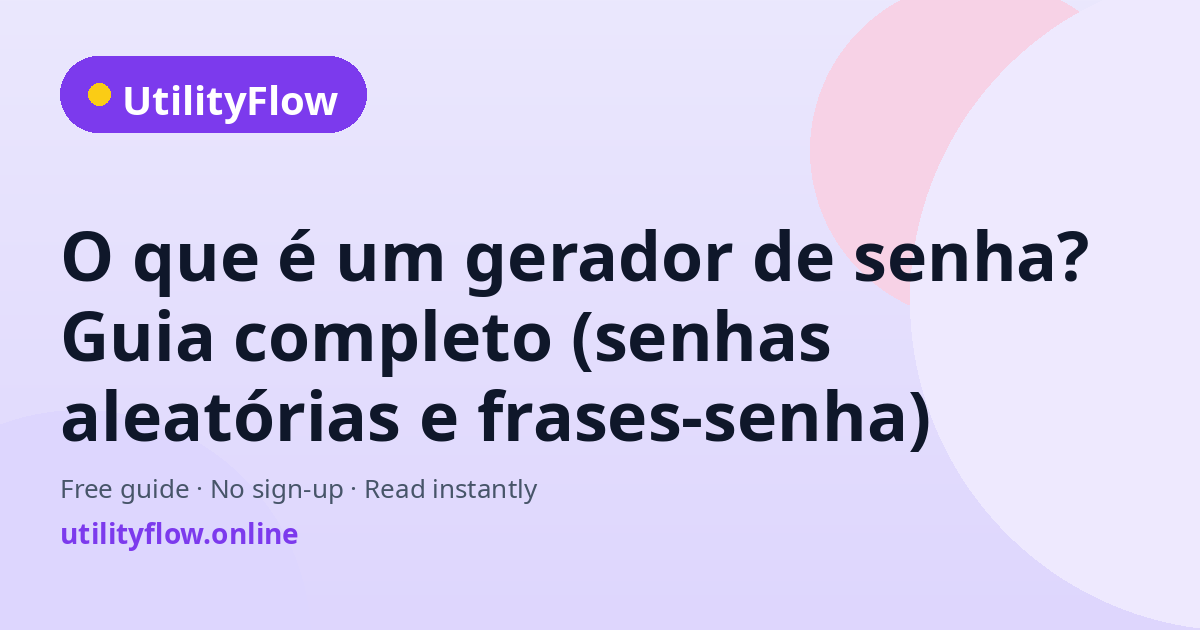 UtilityFlow
O que é um gerador de senha?
Guia completo (senhas
aleatórias e frases-senha)
Free guide · No sign-up · Read instantly
utilityflow.online